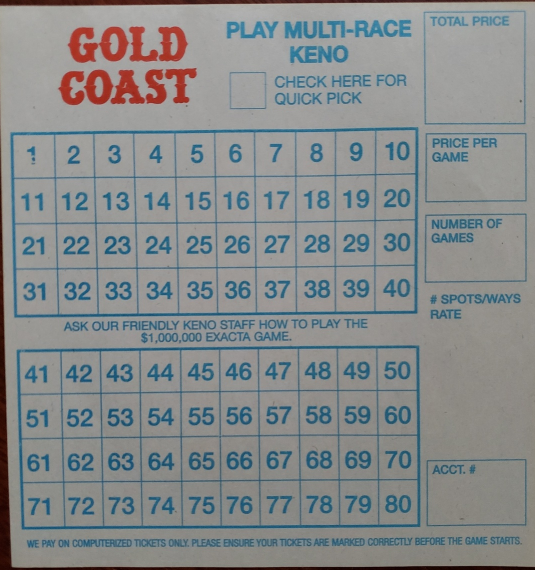 GOLD
COAST
PLAY MULTI-RACE
KENO
CHECK HERE FOR
QUICK PICK
TOTAL PRICE
PRICE PER
GAME
NUMBER OF
GAMES
# SPOTS/WAYS
RATE
ACCT. #
1 2 3 4 5 6 7 8 9 10
11 12 13 14 15 16 17 18 19 20
21 22 23 24 25 26 27 28 29 30
31 32 33 34 35 36 37 38 39 40
ASK OUR FRIENDLY KENO STAFF HOW TO PLAY THE
$1,000,000 EXACTA GAME.
41 42 43 44 45 46 47 48 49 50
51 52 53 54 55 56 57 58 59 60
61 62 63 64 65 66 67 68 69 70
71 72 73 74 75 76 77 78 79 80
WE PAY ON COMPUTERIZED TICKETS ONLY. PLEASE ENSURE YOUR TICKETS ARE MARKED CORRECTLY BEFORE THE GAME STARTS.